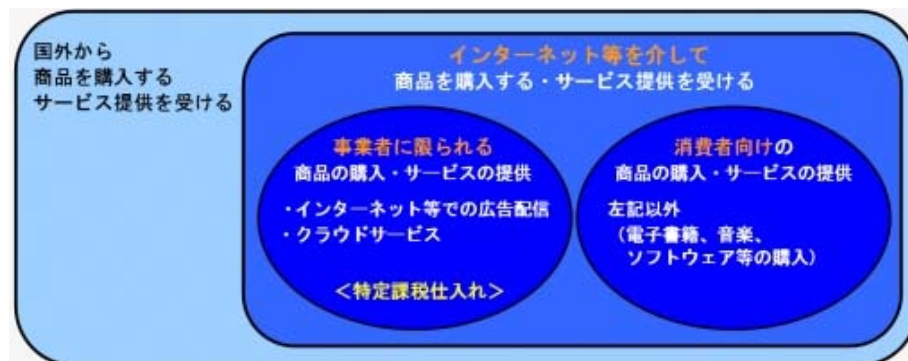 国外から
商品を購入する
サービス提供を受ける
インターネット等を介して
商品を購入する・サービス提供を受ける
事業者に限られる
商品の購入・サービスの提供
・インターネット等での広告配信
・クラウドサービス
＜特定課税仕入れ＞
消費者向けの
商品の購入・サービスの提供
左記以外
（電子書籍、音楽、
ソフトウェア等の購入）